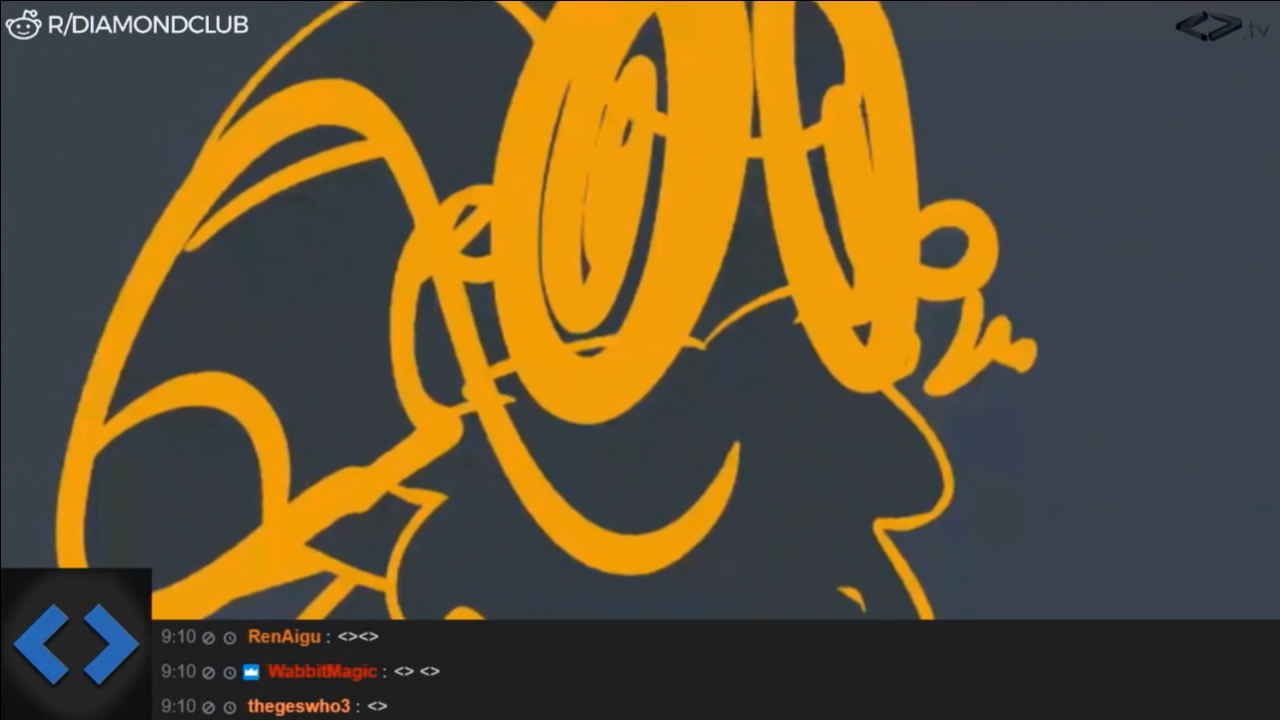 R/DIAMONDCLUB
<>.tv
9:10 RenAigu : <><>
9:10 WabbitMagic : <> <>
9:10 thegeswho3 : <>